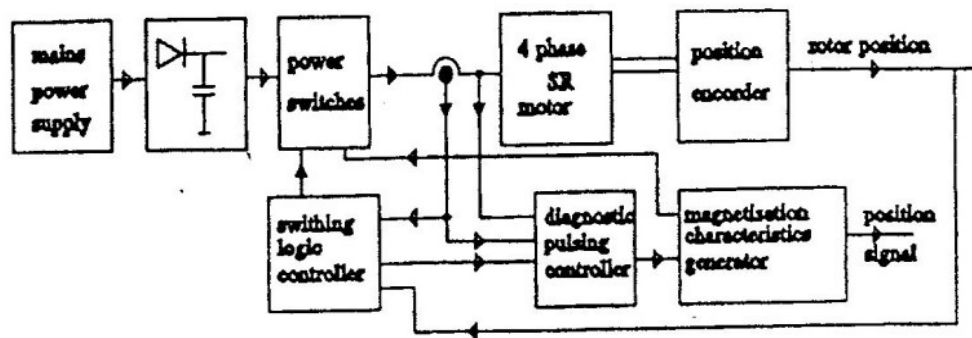 mains
power
supply
power
switches
4 phase
SR
motor
position
encorder
rotor position
swithing
logic
controller
diagnostic
pulsing
controller
magnetisation
characteristics
generator
position
signal